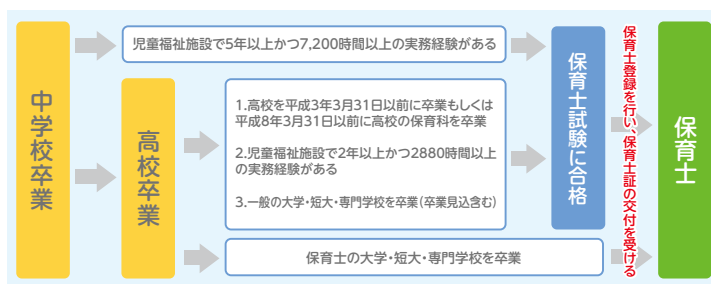 中学校卒業
児童福祉施設で5年以上かつ7,200時間以上の実務経験がある
高校卒業
1.高校を平成3年3月31日以前に卒業もしくは
平成8年3月31日以前に高校の保育科を卒業
2.児童福祉施設で2年以上かつ2880時間以上
の実務経験がある
3.一般の大学・短大・専門学校を卒業(卒業見込含む)
保育士の大学・短大・専門学校を卒業
保育士試験に合格
保育士登録を行い、保育士証の交付を受ける
保育士